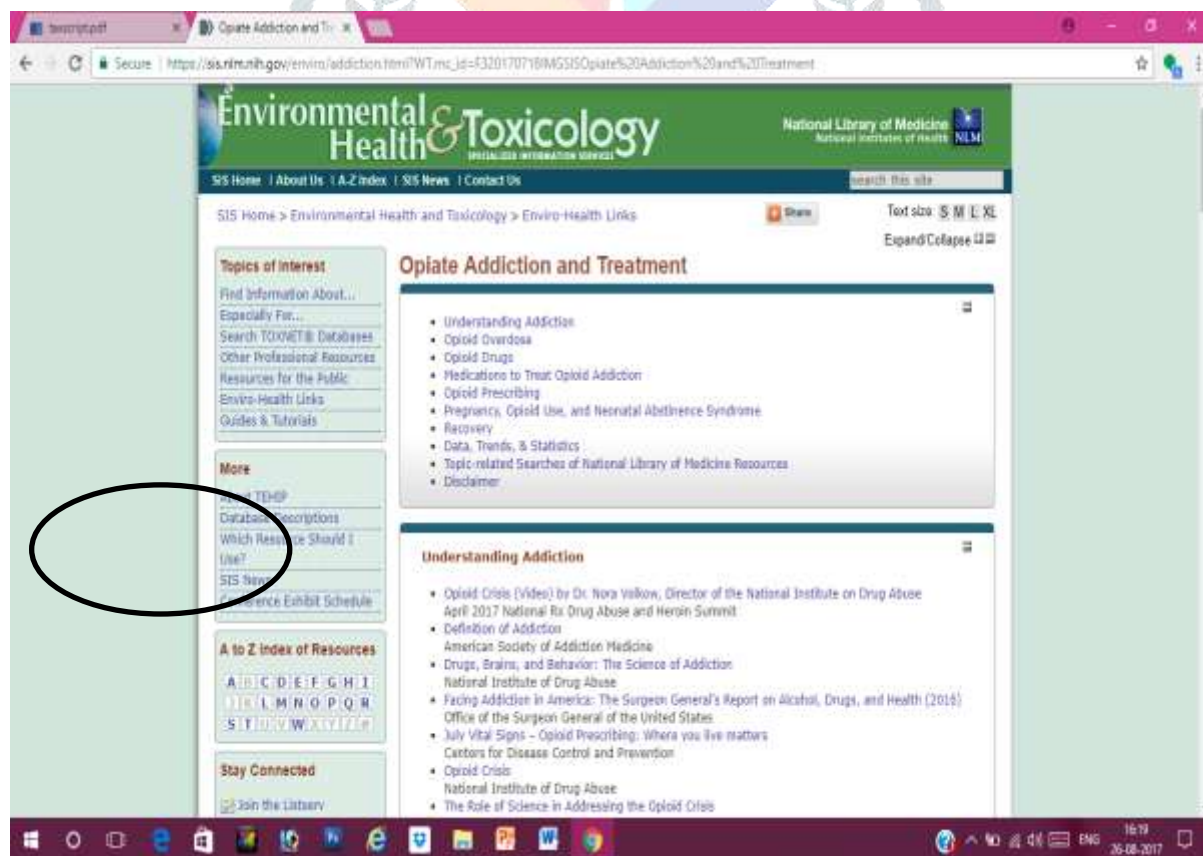 Opiate Addiction and Tr
Secure | https://sis.nlm.nih.gov/enviro/addiction.html?WT.mc_id=
Environmental
Health & Toxicology
SPECIALIZED INFORMATION SERVICES
National Library of Medicine
National Institutes of Health NLM
SIS Home | About Us | A-Z Index | SIS News | Contact Us
search this site
SIS Home > Environmental Health and Toxicology > Enviro-Health Links
Share
Text size: S M L XL
Expand/Collapse
Topics of Interest
Find Information About...
Especially For...
Search TOXNET® Databases
Other Professional Resources
Resources for the Public
Enviro-Health Links
Guides & Tutorials
More
About TEHIP
Database Descriptions
Which Resource Should I
Use?
SIS News
Conference Exhibit Schedule
A to Z Index of Resources
A B C D E F G H I
J K L M N O P Q R
S T U V W X Y Z #
Stay Connected
Join the Listserv
Opiate Addiction and Treatment
• Understanding Addiction
• Opioid Overdose
• Opioid Drugs
• Medications to Treat Opioid Addiction
• Opioid Prescribing
• Pregnancy, Opioid Use, and Neonatal Abstinence Syndrome
• Recovery
• Data, Trends, & Statistics
• Topic-related Searches of National Library of Medicine Resources
• Disclaimer
Understanding Addiction
• Opioid Crisis (Video) by Dr. Nora Volkow, Director of the National Institute on Drug Abuse
April 2017 National Rx Drug Abuse and Heroin Summit
• Definition of Addiction
American Society of Addiction Medicine
• Drugs, Brains, and Behavior: The Science of Addiction
National Institute of Drug Abuse
• Facing Addiction in America: The Surgeon General's Report on Alcohol, Drugs, and Health (2016)
Office of the Surgeon General of the United States
• July Vital Signs – Opioid Prescribing: Where you live matters
Centers for Disease Control and Prevention
• Opioid Crisis
National Institute of Drug Abuse
• The Role of Science in Addressing the Opioid Crisis
ENG
16:19
26-08-2017